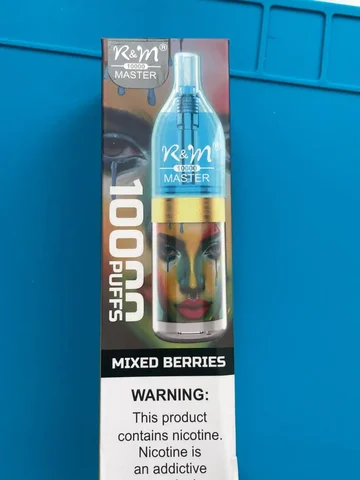 R&M®
10000
MASTER
R&M®
10000
MASTER
10000
PUFFS
MIXED BERRIES
WARNING:
This product
contains nicotine.
Nicotine is
an addictive